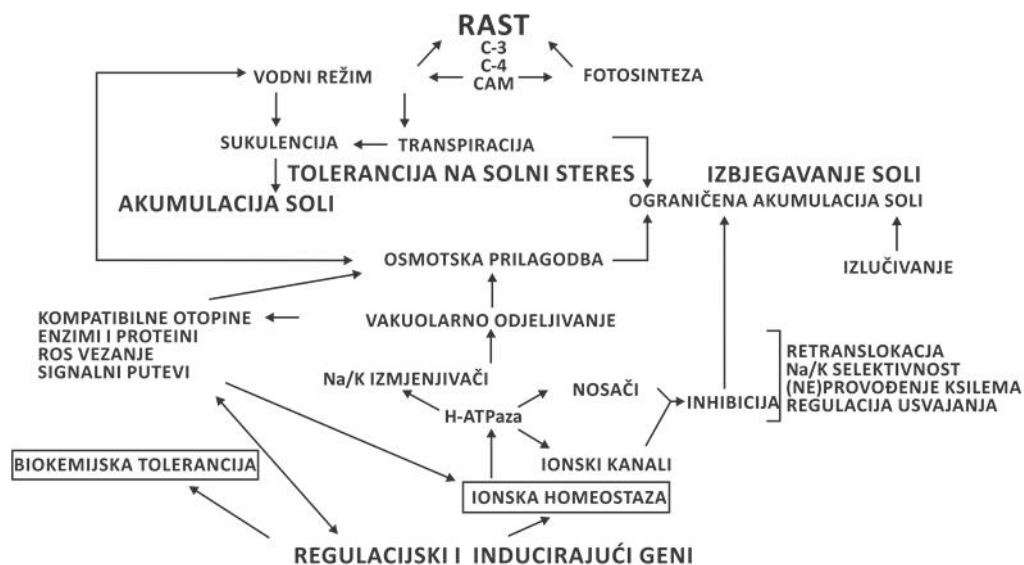 RAST
C-3
C-4
CAM
VODNI REŽIM
FOTOSINTEZA
SUKULENCIJA
TRANSPIRACIJA
TOLERANCIJA NA SOLNI STERES
IZBJEGAVANJE SOLI
AKUMULACIJA SOLI
OGRANIČENA AKUMULACIJA SOLI
OSMOTSKA PRILAGODBA
IZLUČIVANJE
KOMPATIBILNE OTOPINE
ENZIMI I PROTEINI
ROS VEZANJE
SIGNALNI PUTEVI
VAKUOLARNO ODJELJIVANJE
RETRANSLOKACJA
Na/K SELEKTIVNOST
(NE)PROVOĐENJE KSILEMA
REGULACIJA USVAJANJA
Na/K IZMJENJIVAČI
NOSAČI
INHIBICIJA
H-ATPaza
IONSKI KANALI
BIOKEMIJSKA TOLERANCIJA
IONSKA HOMEOSTAZA
REGULACIJSKI I INDUCIRAJUĆI GENI